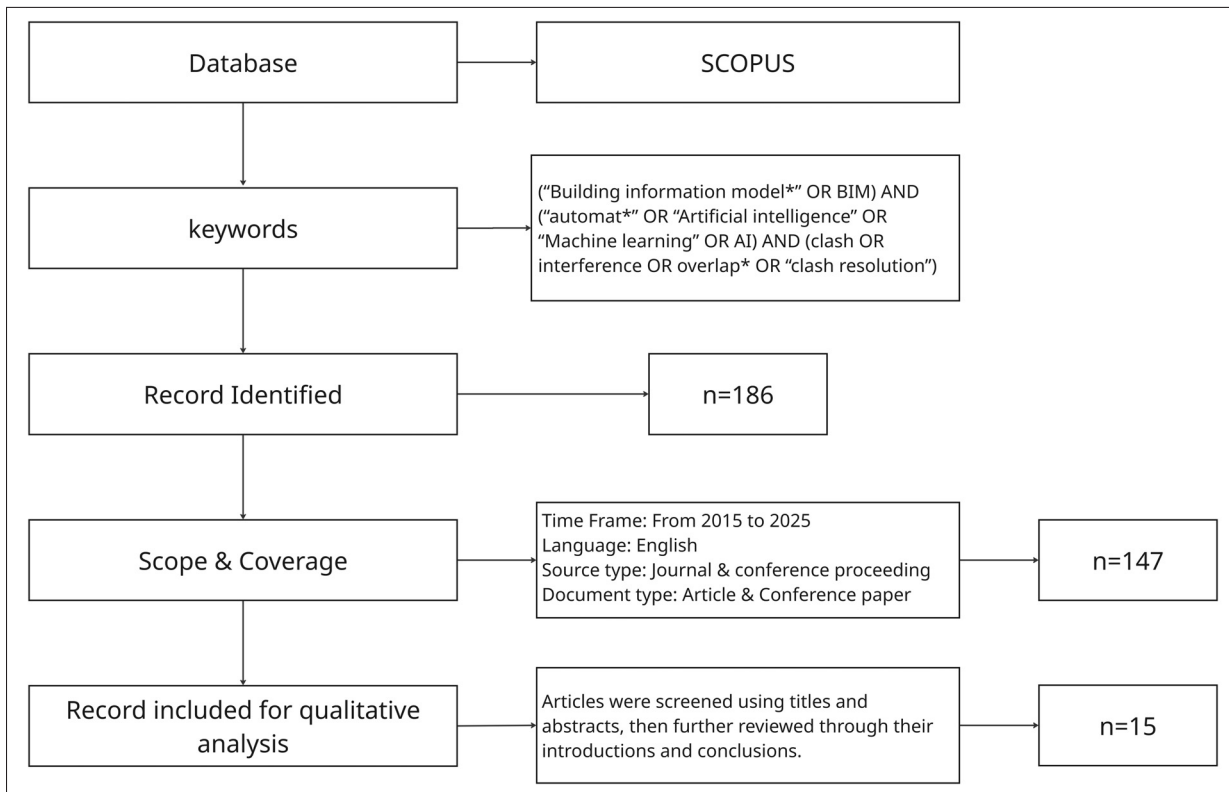 Database
SCOPUS
keywords
(“Building information model*” OR BIM) AND
(“automat*” OR “Artificial intelligence” OR
“Machine learning” OR AI) AND (clash OR
interference OR overlap* OR “clash resolution”)
Record Identified
n=186
Scope & Coverage
Time Frame: From 2015 to 2025
Language: English
Source type: Journal & conference proceeding
Document type: Article & Conference paper
n=147
Record included for qualitative
analysis
Articles were screened using titles and
abstracts, then further reviewed through their
introductions and conclusions.
n=15